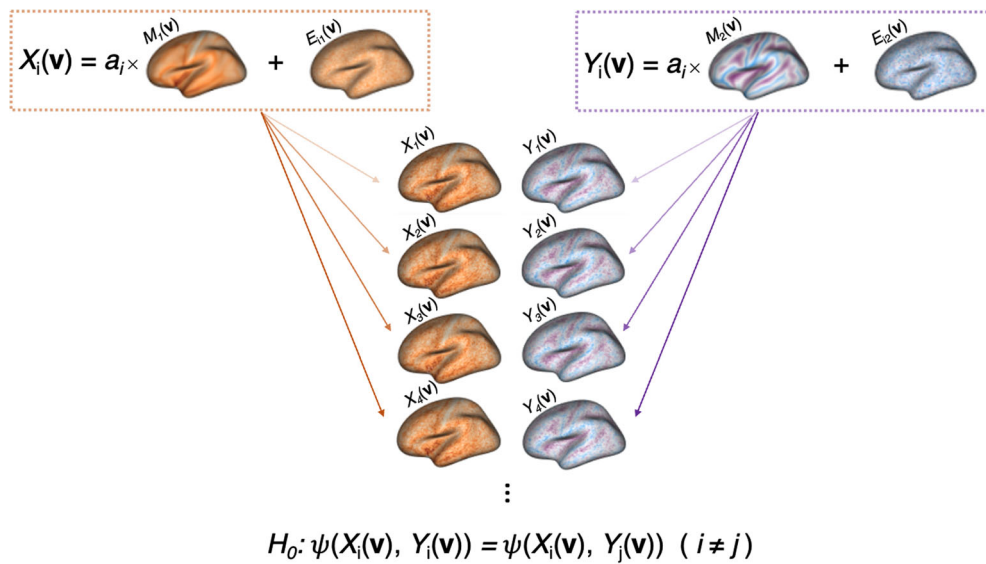 Xᵢ(v) = aᵢ × M₁(v) + Eᵢ₁(v)
Yᵢ(v) = aᵢ × M₂(v) + Eᵢ₂(v)
X₁(v) Y₁(v)
X₂(v) Y₂(v)
X₃(v) Y₃(v)
X₄(v) Y₄(v)
⋮
H₀: ψ(Xᵢ(v), Yᵢ(v)) = ψ(Xᵢ(v), Yⱼ(v)) ( i ≠ j )